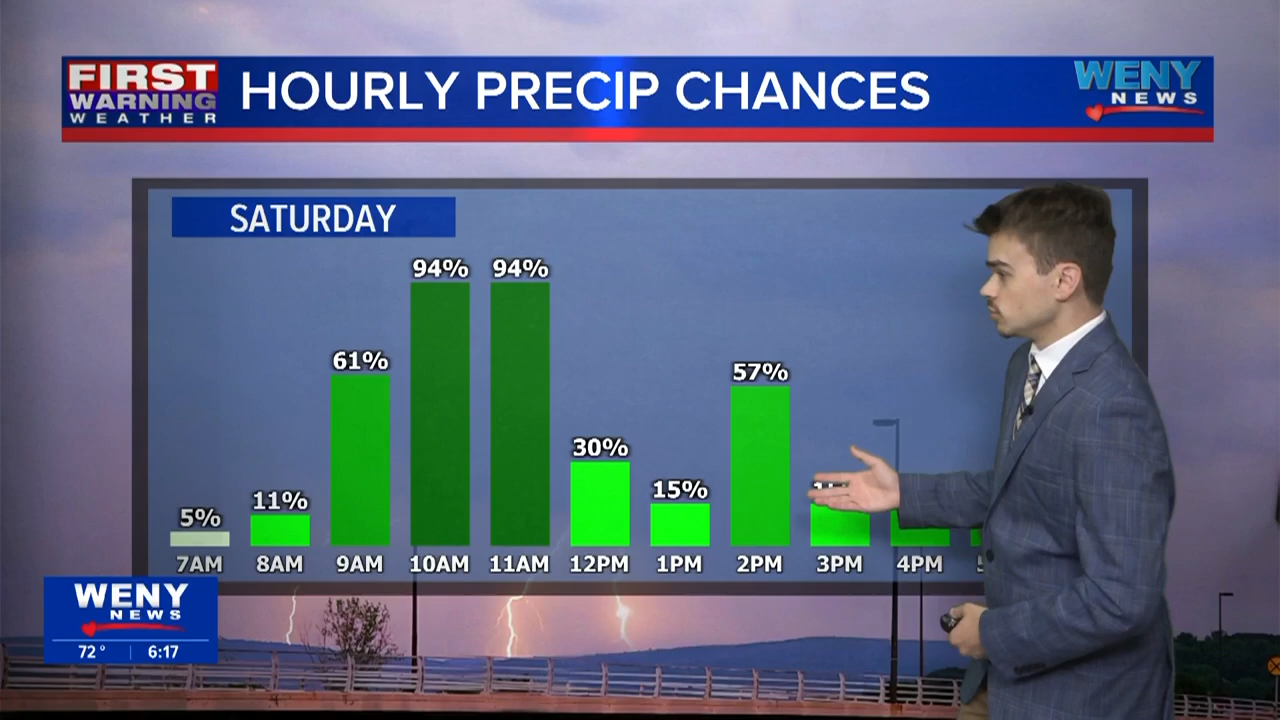 FIRST
WARNING
WEATHER
HOURLY PRECIP CHANCES
WENY
NEWS
SATURDAY
94% 94%
61%
57%
30%
15%
11%
5%
7AM 8AM 9AM 10AM 11AM 12PM 1PM 2PM 3PM 4PM
WENY
NEWS
72° 6:17